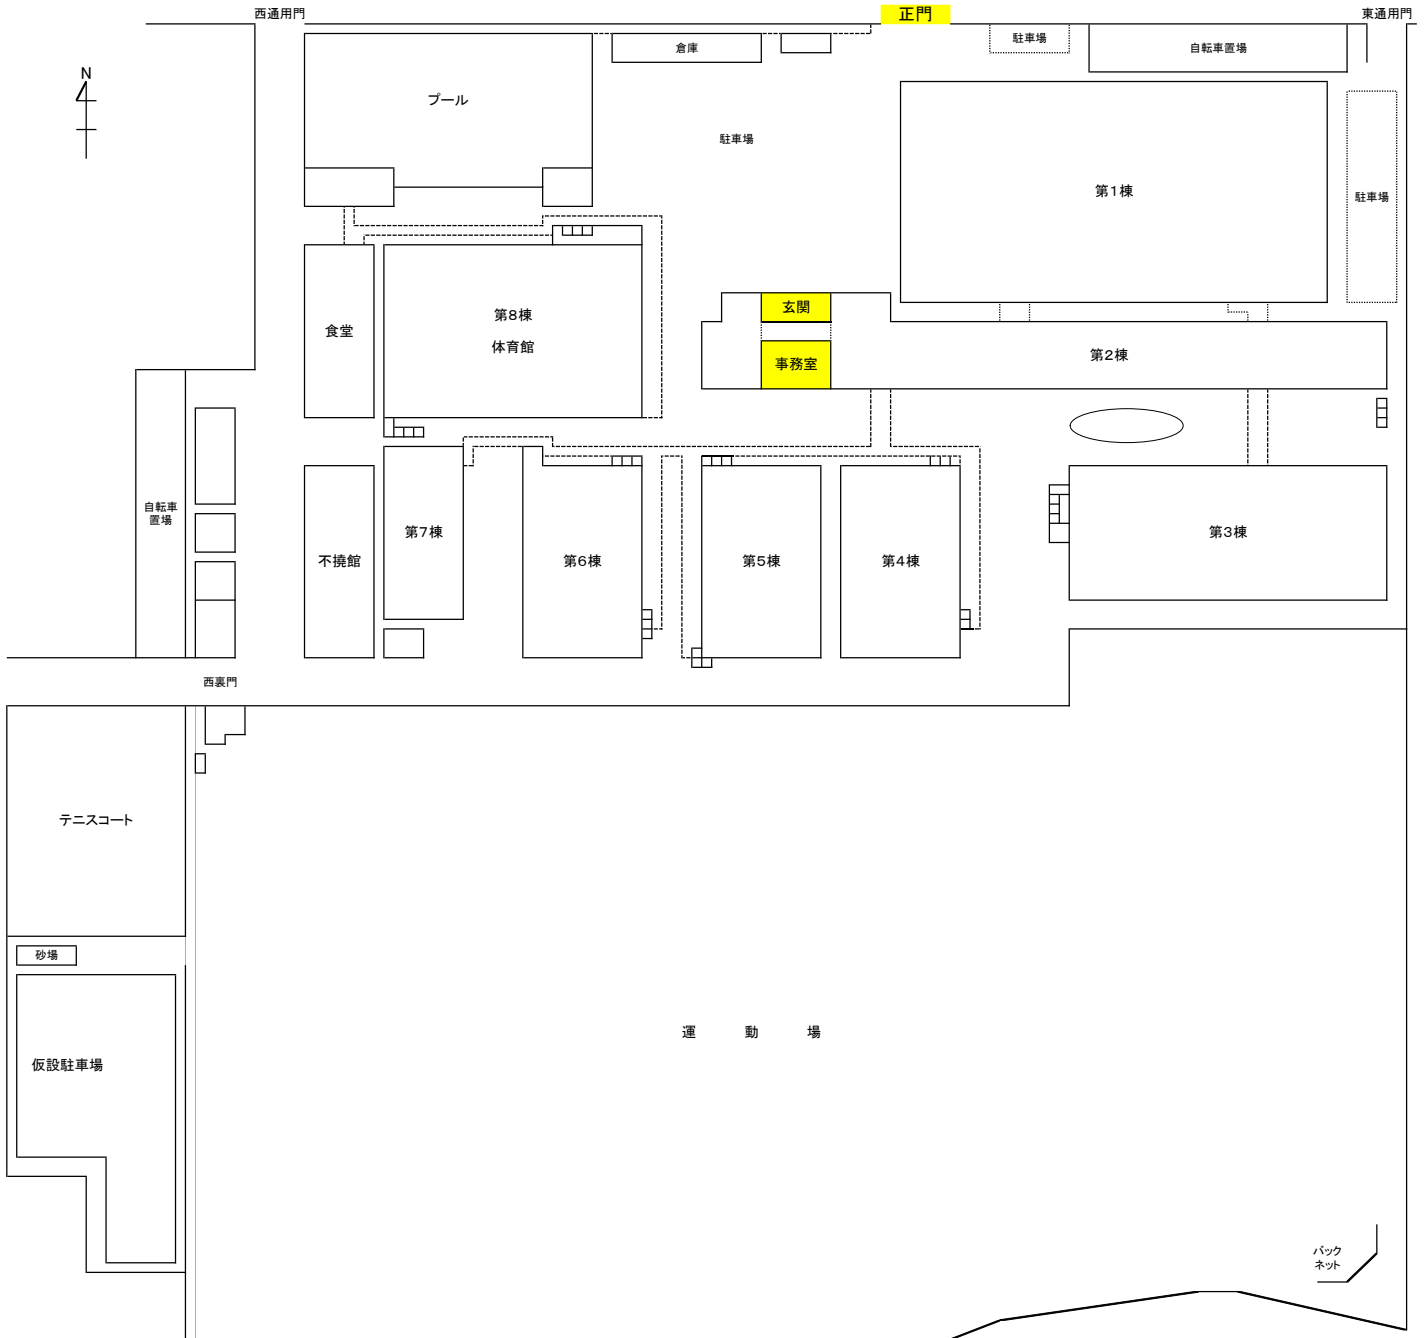 西通用門
正門
東通用門
駐車場
倉庫
自転車置場
N
プール
駐車場
第1棟
駐車場
玄関
第8棟
体育館
食堂
第2棟
事務室
自転車
置場
第7棟
第3棟
不撓館
第6棟
第5棟
第4棟
西裏門
テニスコート
砂場
運動場
仮設駐車場
バック
ネット